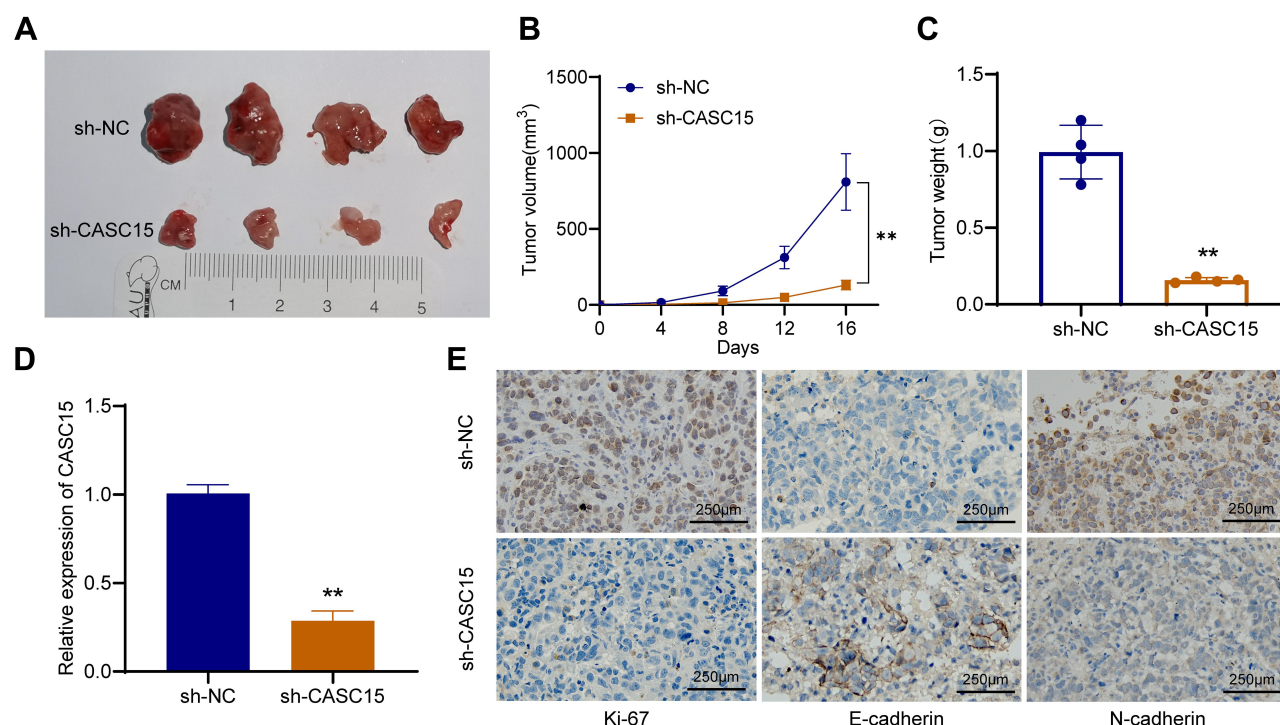 A
sh-NC
sh-CASC15
CM
1 2 3 4 5
AU
B
sh-NC
sh-CASC15
Tumor volume(mm³)
1500
1000
500
0
0 4 8 12 16
Days
**
C
Tumor weight(g)
1.5
1.0
0.5
0.0
**
sh-NC sh-CASC15
D
Relative expression of CASC15
1.5
1.0
0.5
0.0
**
sh-NC sh-CASC15
E
sh-NC
250μm 250μm 250μm
sh-CASC15
250μm 250μm 250μm
Ki-67 E-cadherin N-cadherin